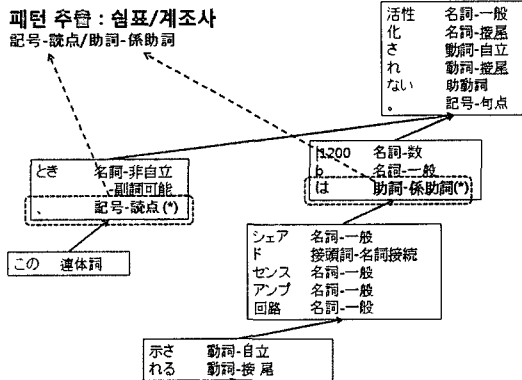 패턴 추출 : 쉼표/계조사
記号-読点/助詞-係助詞
活性 名詞-一般
化 名詞-接尾
さ 動詞-自立
れ 動詞-接尾
ない 助動詞
。 記号-句点
とき 名詞-非自立
-副詞可能
、 記号-読点(*)
この 連体詞
1200 名詞-数
b 名詞-一般
は 助詞-係助詞(*)
シェア 名詞-一般
ド 接頭詞-名詞接続
センス 名詞-一般
アンプ 名詞-一般
回路 名詞-一般
示さ 動詞-自立
れる 動詞-接尾